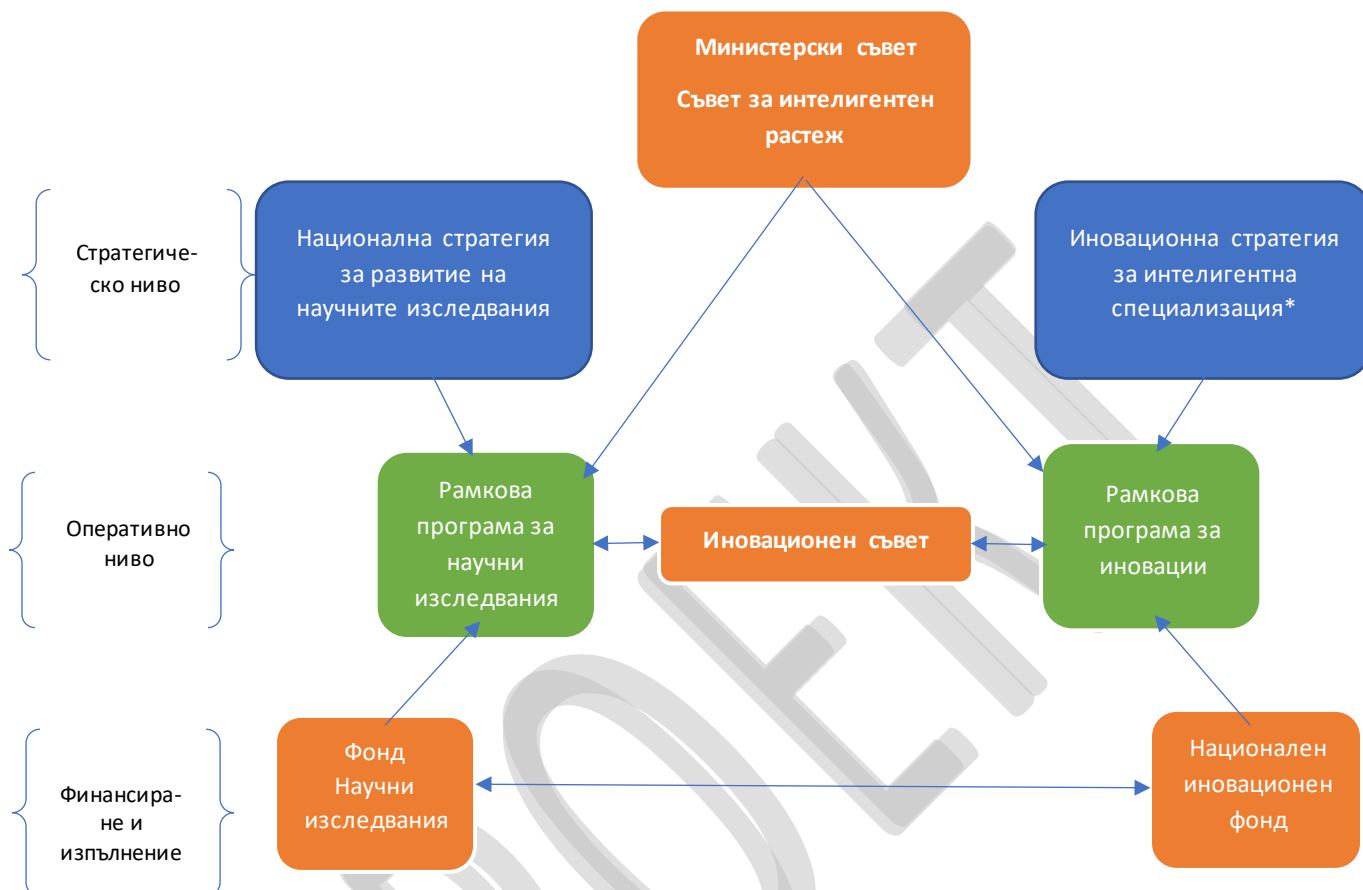 Министерски съвет
Съвет за интелигентен
растеж
Стратегиче-
ско ниво
Национална стратегия
за развитие на
научните изследвания
Иновационна стратегия
за интелигентна
специализация*
Оперативно
ниво
Рамкова
програма за
научни
изследвания
Иновационен съвет
Рамкова
програма за
иновации
Финансира-
не и
изпълнение
Фонд
Научни
изследвания
Национален
иновационен
фонд